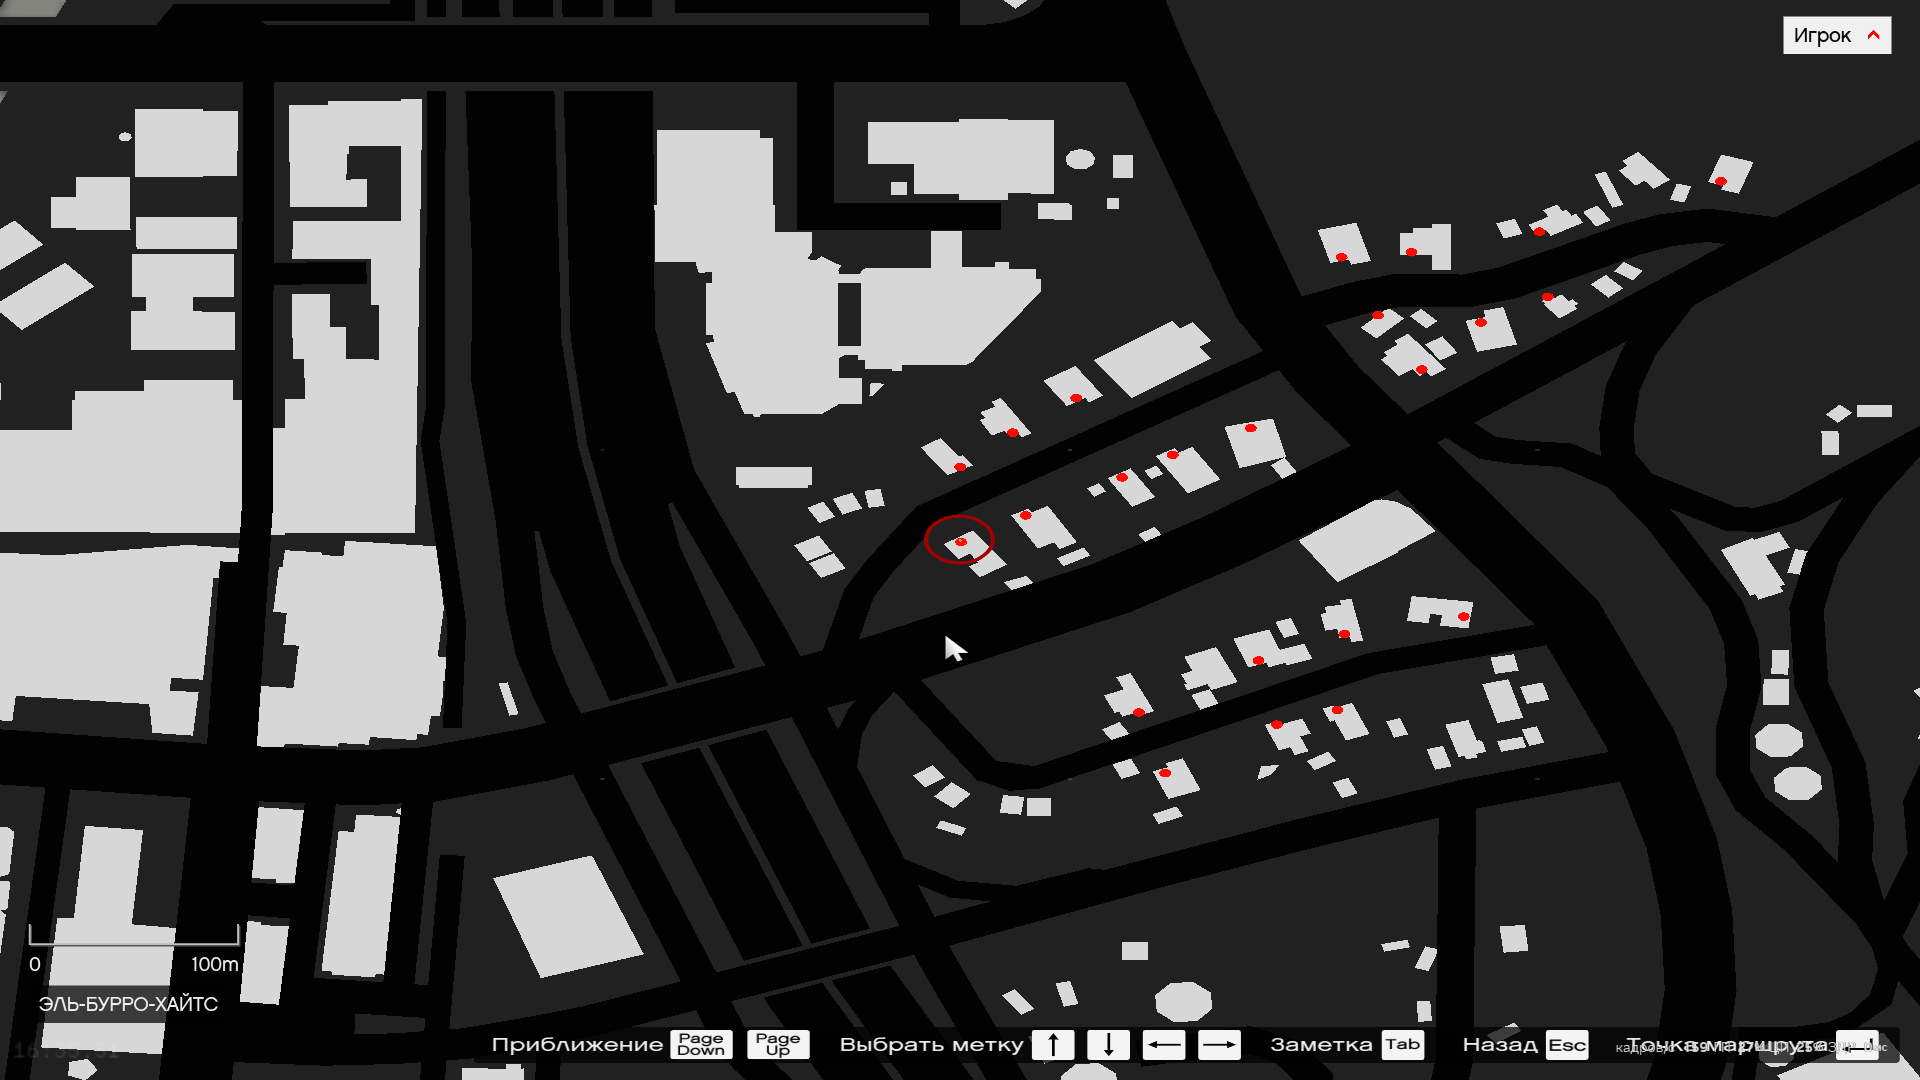 Игрок
0 100m
ЭЛЬ-БУРРО-ХАЙТС
Приближение Page Down Page Up Выбрать метку ↑ ↓ ← → Заметка Tab Назад Esc Точка маршрута ↵